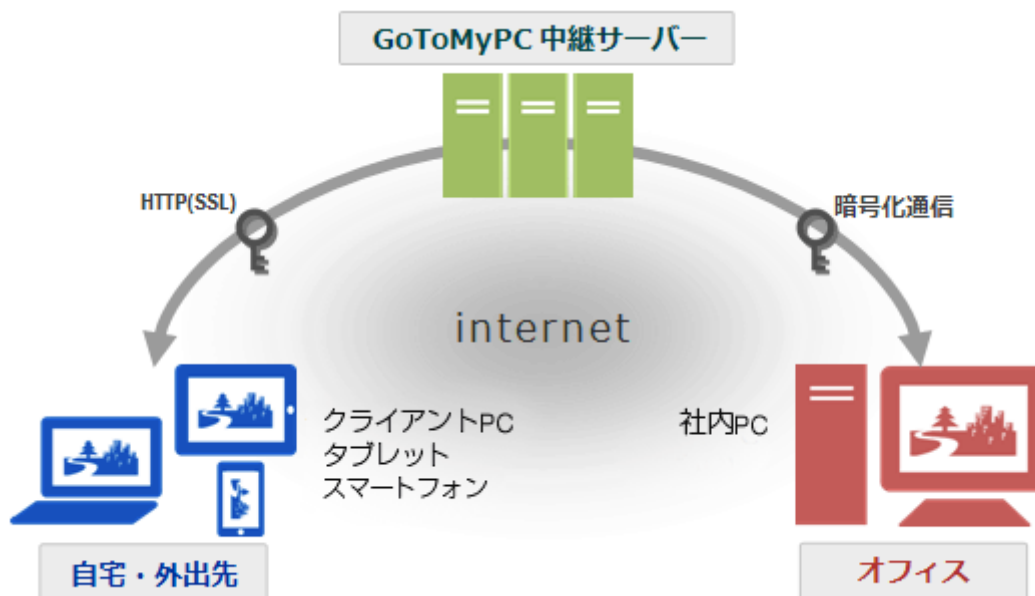 GoToMyPC 中継サーバー
HTTP(SSL)
暗号化通信
internet
クライアントPC
タブレット
スマートフォン
社内PC
自宅・外出先
オフィス